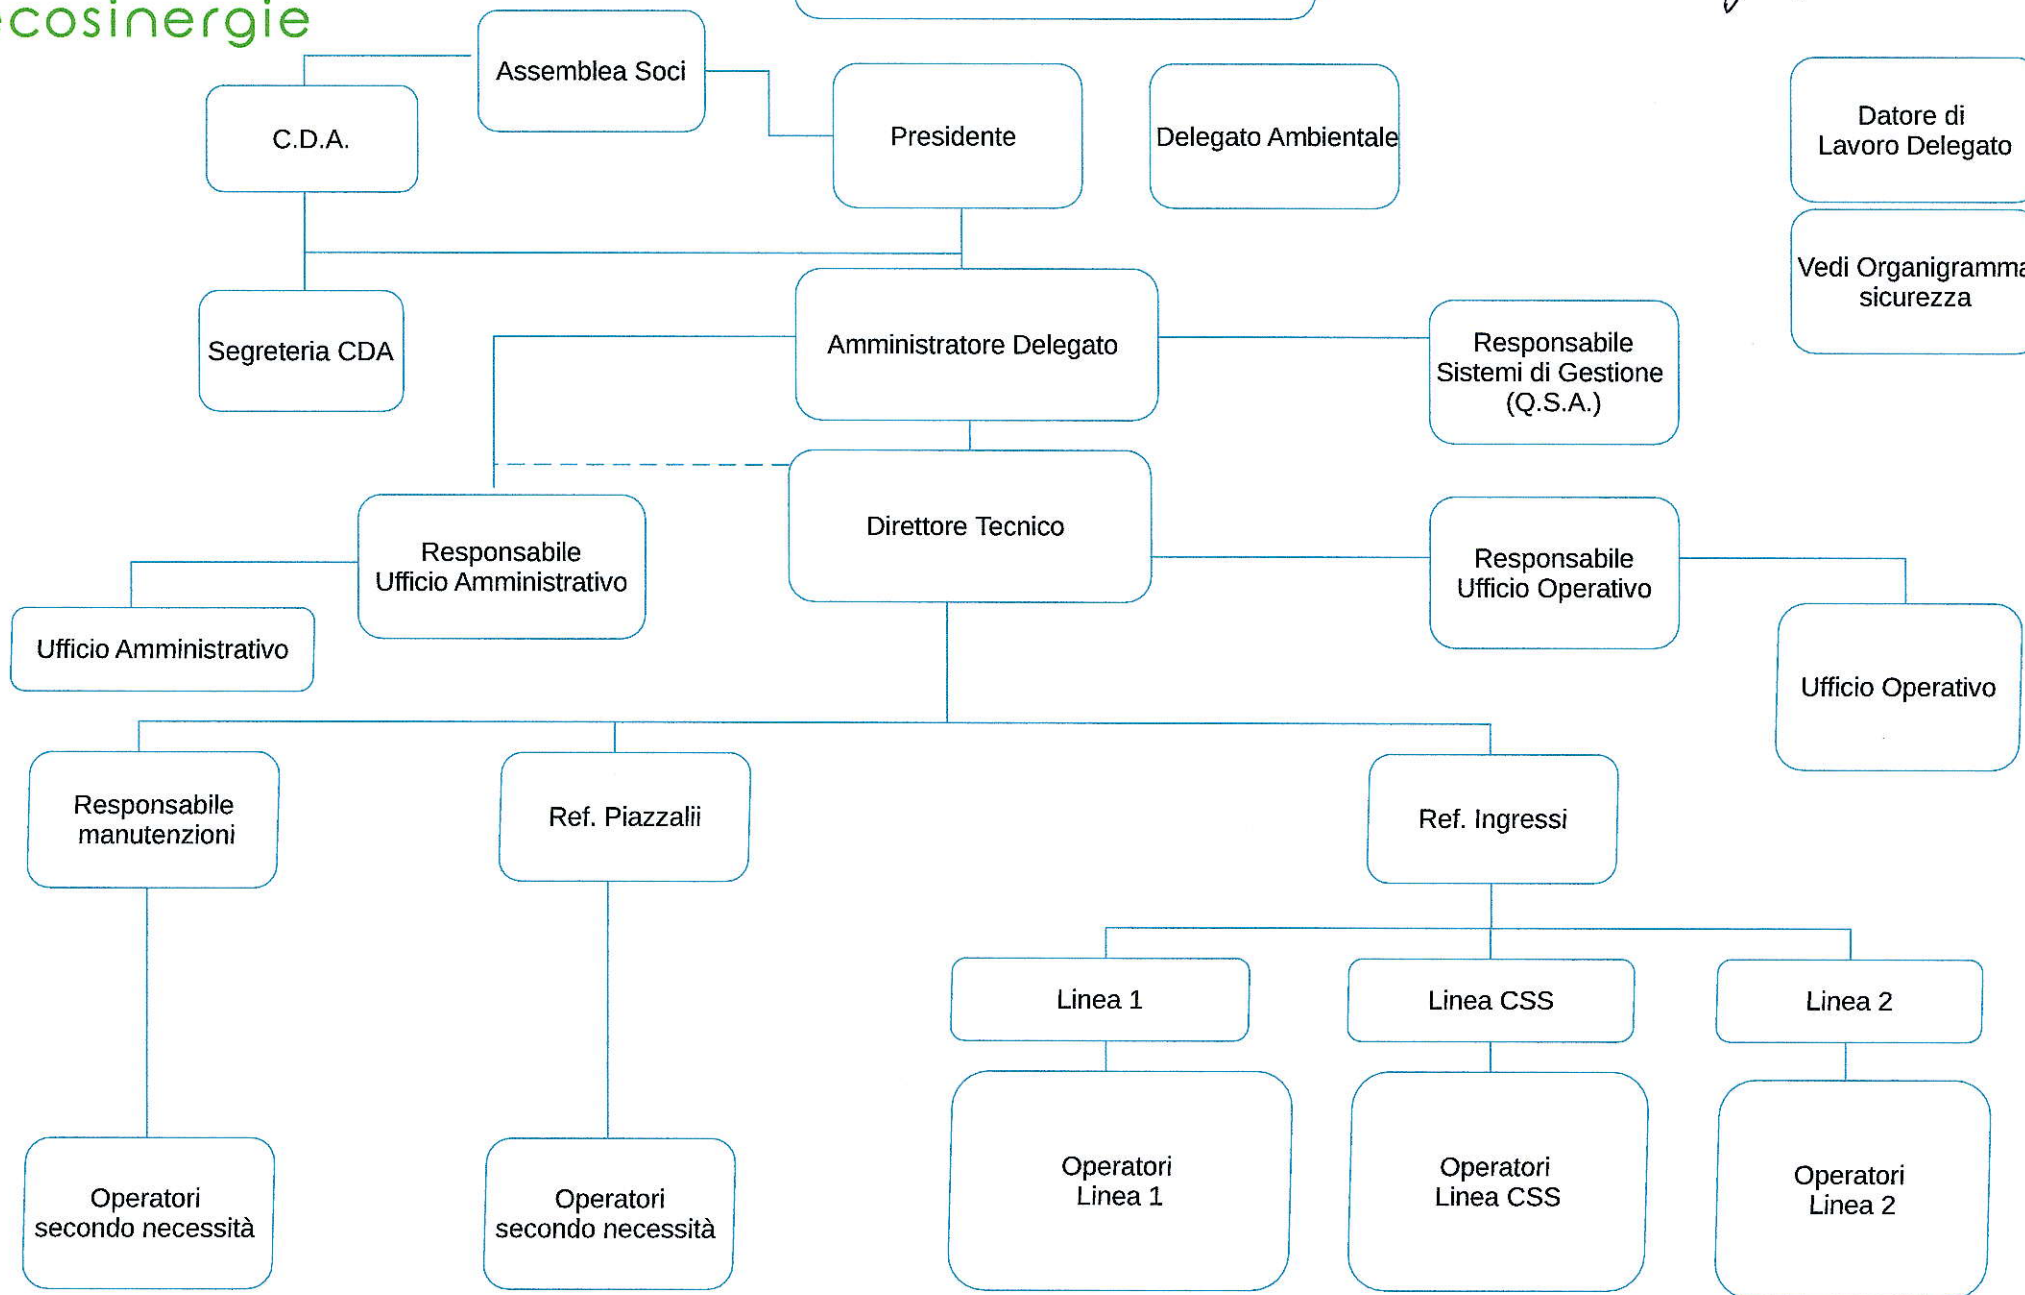 ecosinergie
Assemblea Soci
C.D.A.
Presidente
Delegato Ambientale
Datore di
Lavoro Delegato
Vedi Organigramma
sicurezza
Segreteria CDA
Amministratore Delegato
Responsabile
Sistemi di Gestione
(Q.S.A.)
Direttore Tecnico
Responsabile
Ufficio Amministrativo
Responsabile
Ufficio Operativo
Ufficio Amministrativo
Ufficio Operativo
Responsabile
manutenzioni
Ref. Piazzalii
Ref. Ingressi
Linea 1
Linea CSS
Linea 2
Operatori
secondo necessità
Operatori
secondo necessità
Operatori
Linea 1
Operatori
Linea CSS
Operatori
Linea 2